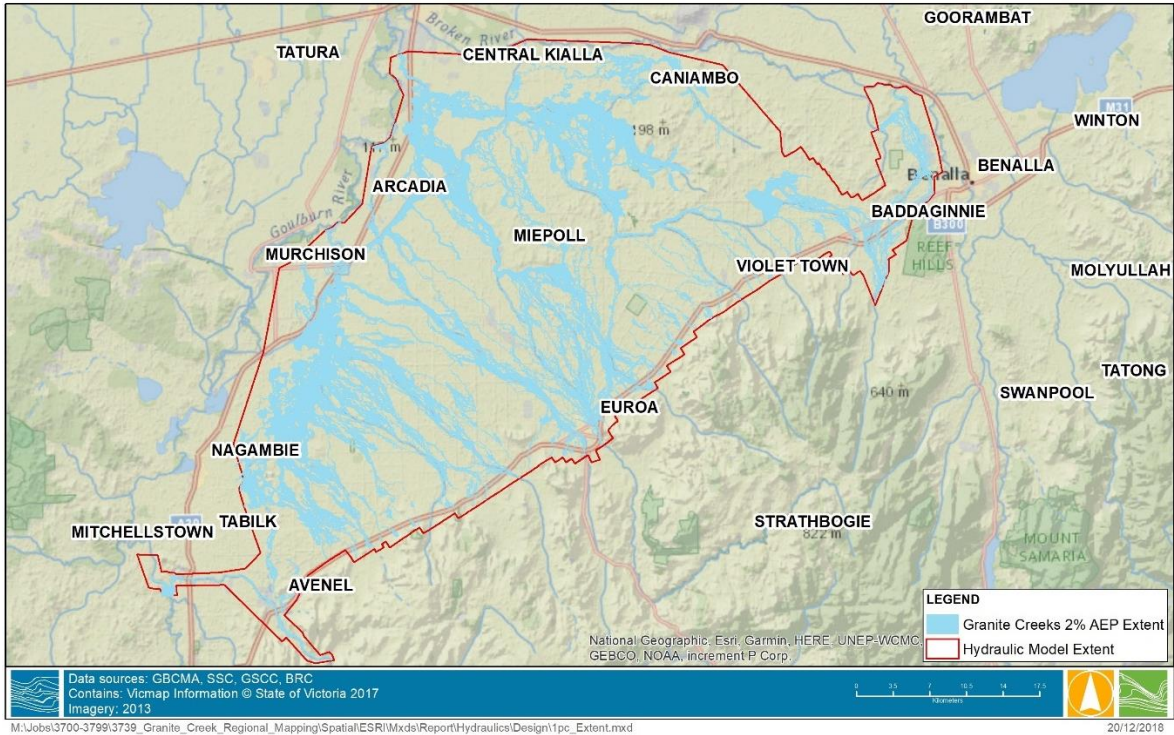 GOORAMBAT
Broken River
TATURA
CENTRAL KIALLA
CANIAMBO
M31
WINTON
198 m
BENALLA
Benalla
ARCADIA
Goulburn River
BADDAGINNIE
B300
REEF
HILLS
MIEPOLL
MURCHISON
VIOLET TOWN
MOLYULLAH
TATONG
640 m
SWANPOOL
EUROA
NAGAMBIE
TABILK
A39
MITCHELLSTOWN
STRATHBOGIE
822 m
MOUNT
SAMARIA
AVENEL
LEGEND
Granite Creeks 2% AEP Extent
Hydraulic Model Extent
National Geographic, Esri, Garmin, HERE, UNEP-WCMC,
GEBCO, NOAA, increment P Corp.
Data sources: GBCMA, SSC, GSCC, BRC
Contains: Vicmap Information © State of Victoria 2017
Imagery: 2013
0 3.5 7 10.5 14 17.5
Kilometers
M:\Jobs\3700-3799\3739_Granite_Creek_Regional_Mapping\Spatial\ESRI\Mxds\Report\Hydraulics\Design\1pc_Extent.mxd
20/12/2018